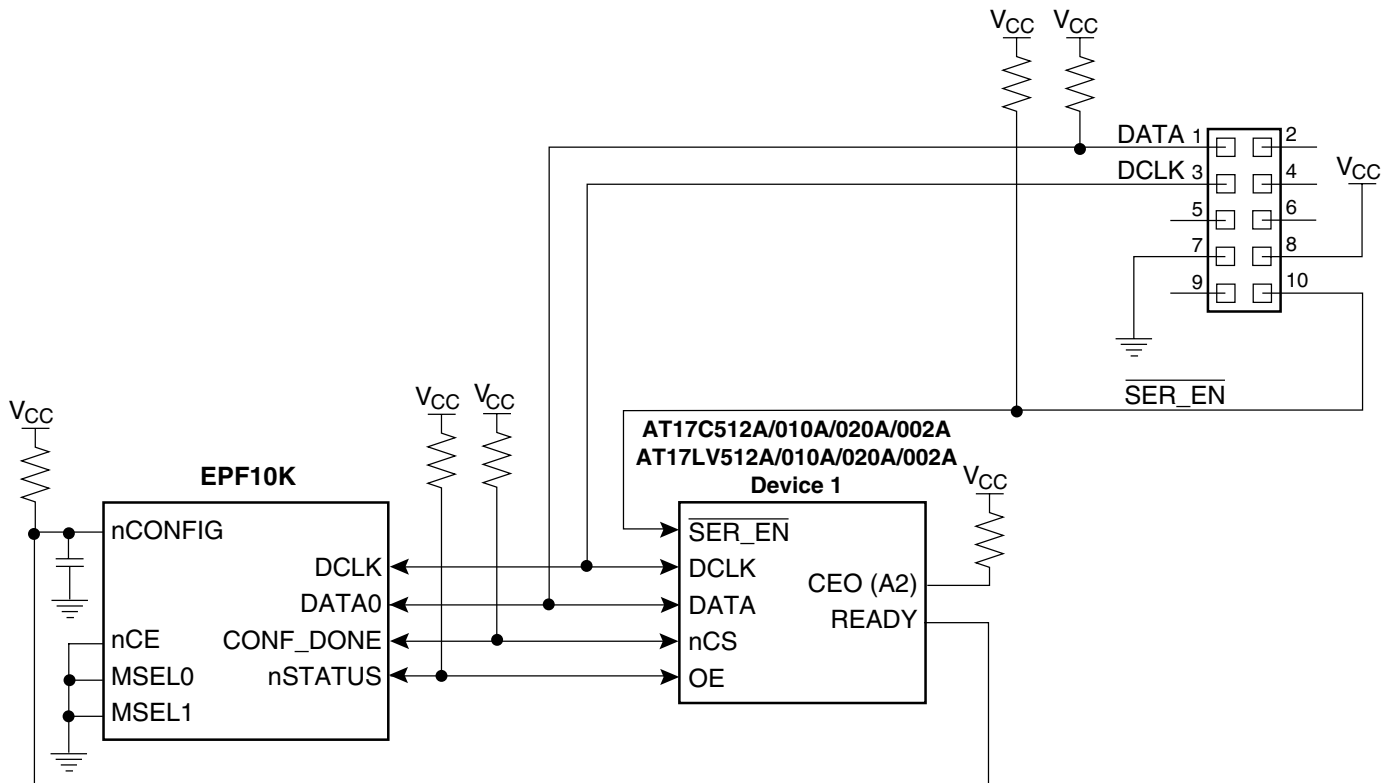 VCC
VCC
DATA 1
2
DCLK 3
4
VCC
5
6
7
8
9
10
SER_EN
VCC
VCC
VCC
AT17C512A/010A/020A/002A
AT17LV512A/010A/020A/002A
Device 1
VCC
EPF10K
nCONFIG
DCLK
DATA0
nCE
CONF_DONE
MSEL0
nSTATUS
MSEL1
SER_EN
DCLK
DATA
nCS
OE
CEO (A2)
READY